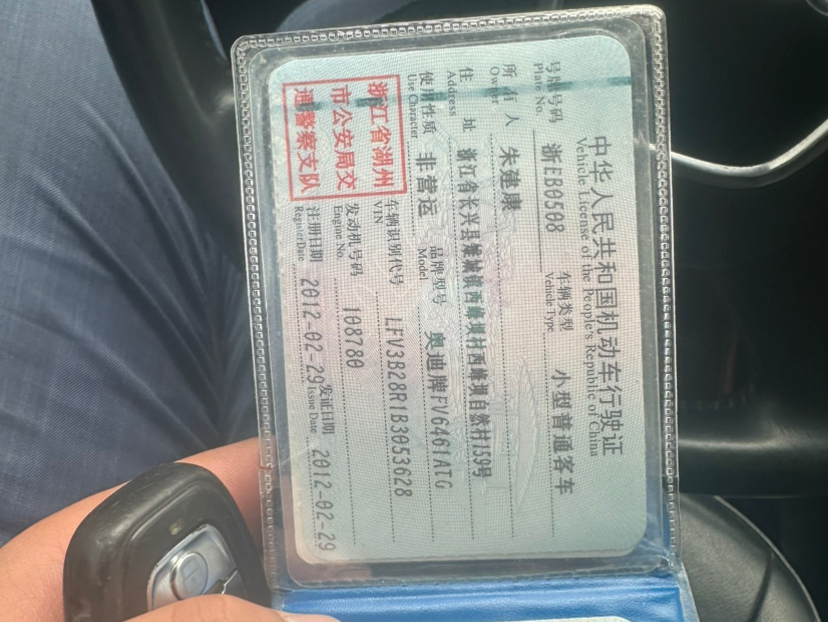 中华人民共和国机动车行驶证
Vehicle License of the People's Republic of China
号牌号码 浙EB0508 车辆类型 小型普通客车
Plate No. Vehicle Type
所有人 朱建康
Owner
住址 浙江省长兴县雉城镇西峰坝村西峰坝自然村159号
Address
使用性质 非营运 品牌型号 奥迪牌FV6461ATG
Use Character Model
浙江省湖州
市公安局交
通警察支队
车辆识别代号 LFV3B28R1B3053628
VIN
发动机号码 108780
Engine No.
注册日期 2012-02-29 发证日期 2012-02-29
Register Date Issue Date